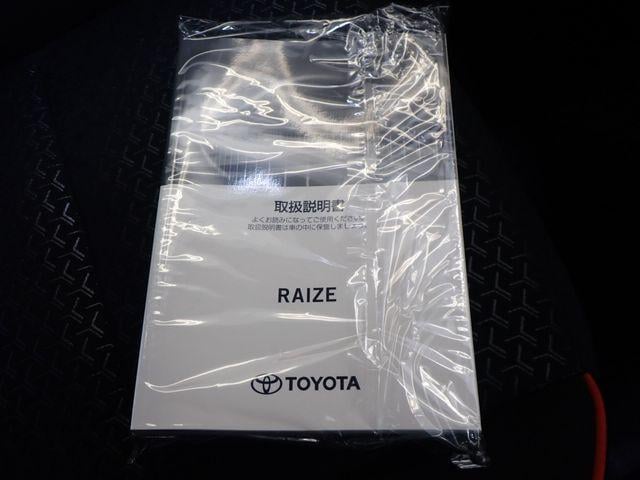 取扱説明書
よくお読みになってご使用ください。
取扱説明書は車の中に保管しましょう。
RAIZE
TOYOTA